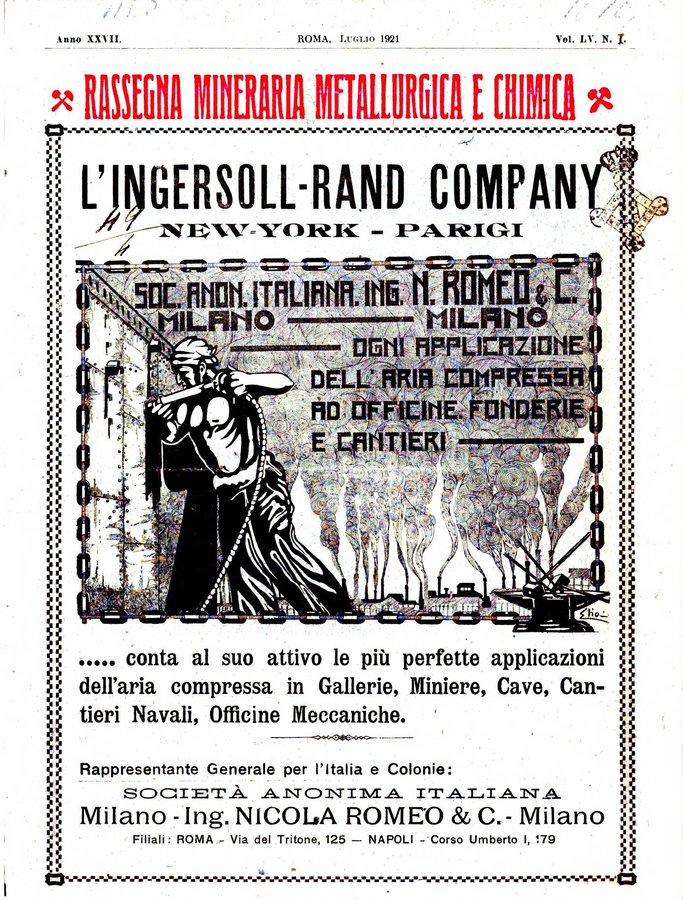 Anno XXVII.
ROMA, LUGLIO 1921
Vol. LV. N. 1.
RASSEGNA MINERARIA METALLURGICA E CHIMICA
L'INGERSOLL-RAND COMPANY
NEW-YORK - PARIGI
SOC. ANON. ITALIANA. ING. N. ROMEO & C.
MILANO — MILANO
— OGNI APPLICAZIONE
DELL'ARIA COMPRESSA
AD OFFICINE. FONDERIE
E CANTIERI —
..... conta al suo attivo le più perfette applicazioni
dell'aria compressa in Gallerie, Miniere, Cave, Can-
tieri Navali, Officine Meccaniche.
Rappresentante Generale per l'Italia e Colonie:
SOCIETÀ ANONIMA ITALIANA
Milano - Ing. NICOLA ROMEO & C. - Milano
Filiali: ROMA - Via del Tritone, 125 — NAPOLI - Corso Umberto I, 179